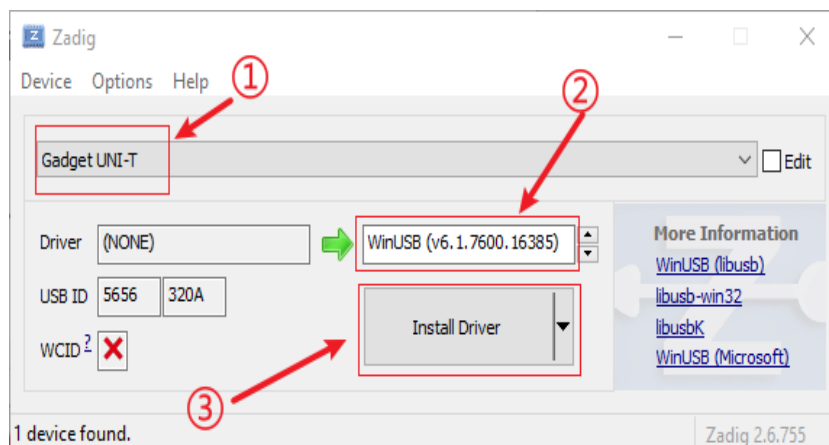 Zadig
Device Options Help
①
②
Gadget UNI-T
Edit
Driver (NONE) WinUSB (v6.1.7600.16385)
USB ID 5656 320A
WCID ?
Install Driver
③
More Information
WinUSB (libusb)
libusb-win32
libusbK
WinUSB (Microsoft)
1 device found.
Zadig 2.6.755